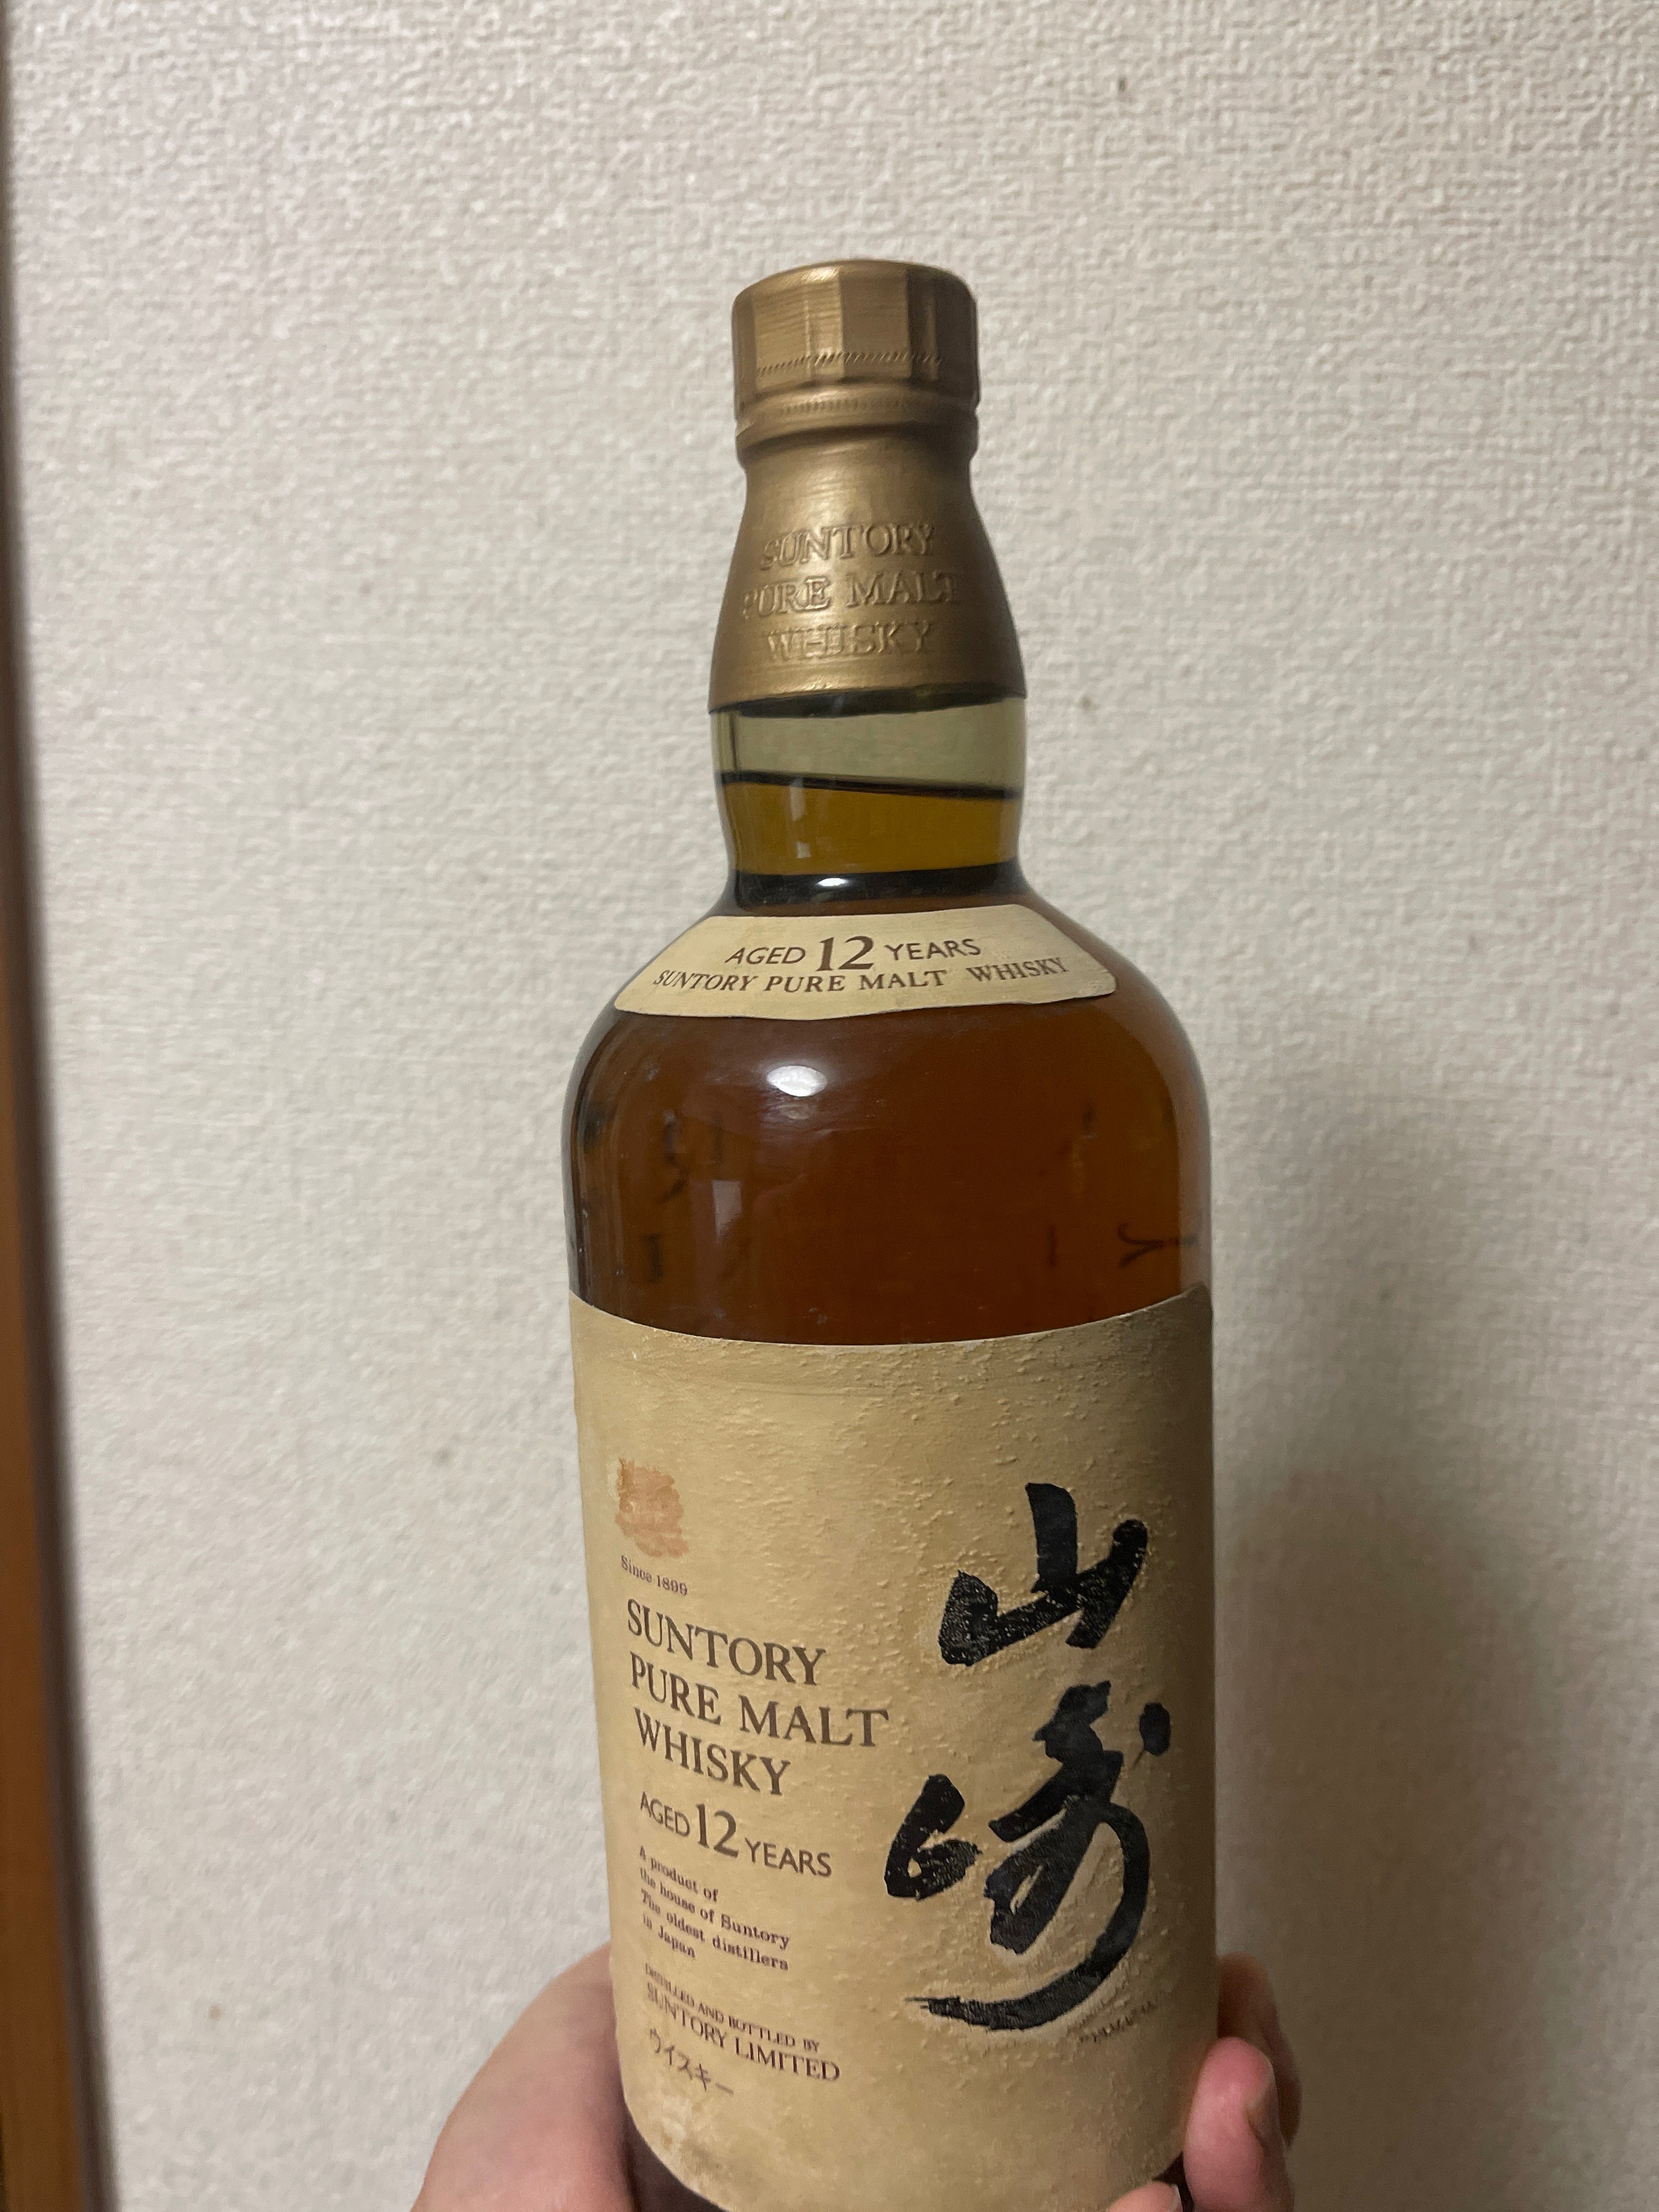 SUNTORY
PURE MALT
WHISKY
AGED 12 YEARS
SUNTORY PURE MALT WHISKY
Since 1899
SUNTORY
PURE MALT
WHISKY
AGED 12 YEARS
A product of
the house of Suntory
The oldest distillers
in Japan
DISTILLED AND BOTTLED BY
SUNTORY LIMITED
ウイスキー
山崎